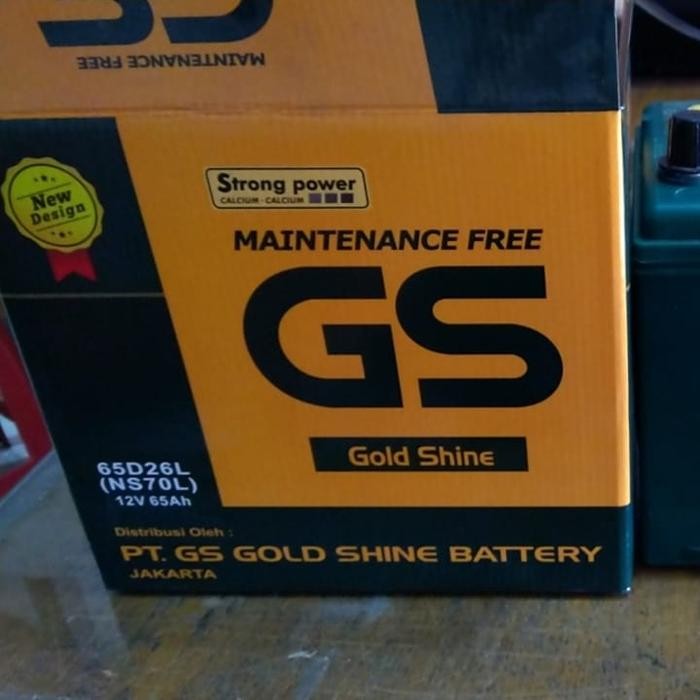 GS
MAINTENANCE FREE
New
Design
Strong power
CALCIUM - CALCIUM
MAINTENANCE FREE
GS
Gold Shine
65D26L
(NS70L)
12V 65Ah
Distribusi Oleh :
PT. GS GOLD SHINE BATTERY
JAKARTA